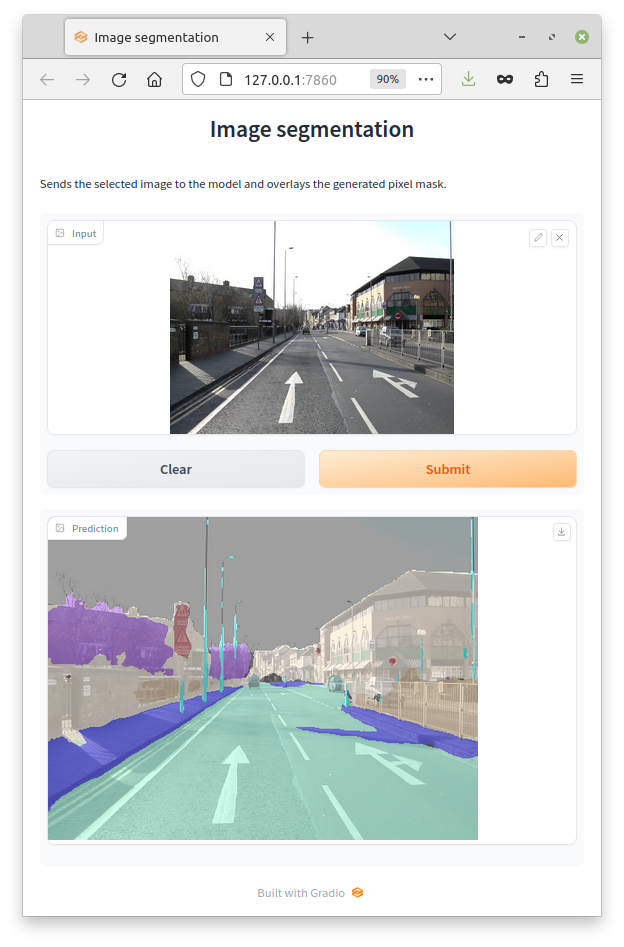 Image segmentation
127.0.0.1:7860
90%
Image segmentation
Sends the selected image to the model and overlays the generated pixel mask.
Input
Clear
Submit
Prediction
Built with Gradio